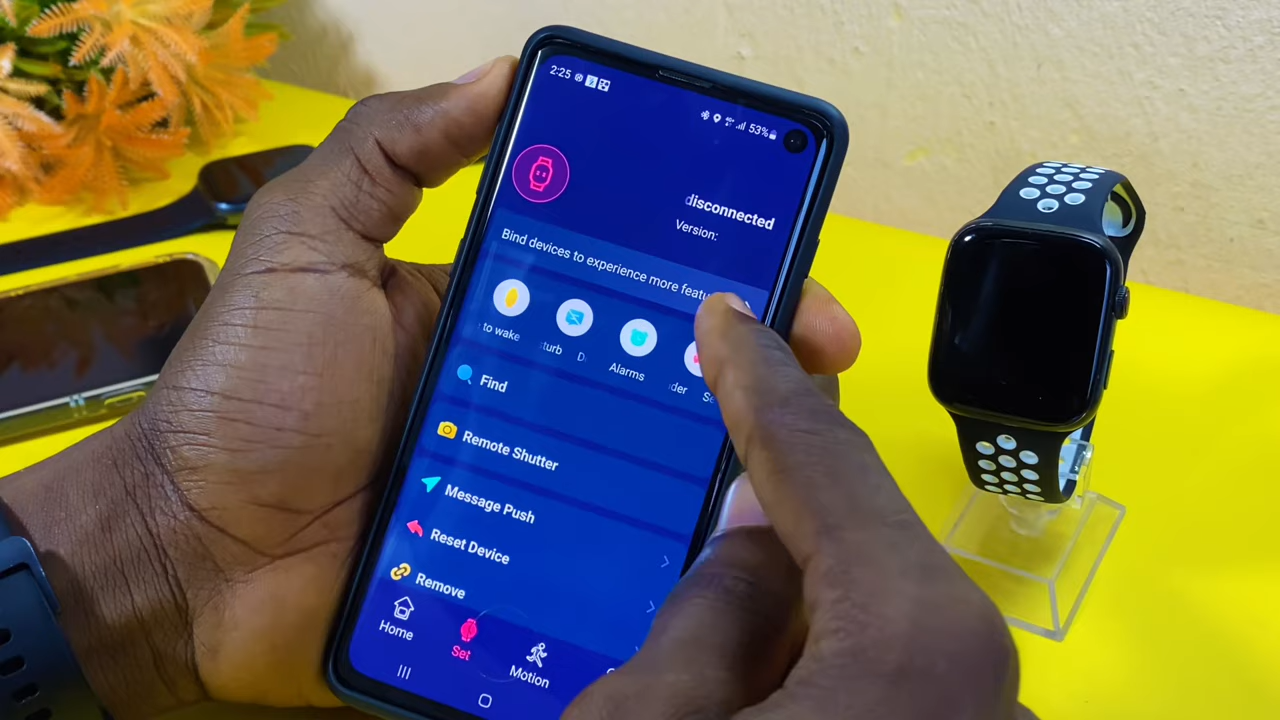 2:25
53%
disconnected
Version:
Bind devices to experience more featu
to wake
turb D
Alarms
der Se
Find
Remote Shutter
Message Push
Reset Device
Remove
Home
Set
Motion